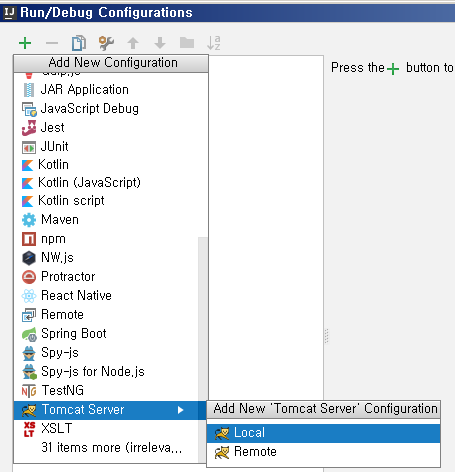 Run/Debug Configurations
Add New Configuration
Press the + button to
JAR Application
JavaScript Debug
Jest
JUnit
Kotlin
Kotlin (JavaScript)
Kotlin script
Maven
npm
NW.js
Protractor
React Native
Remote
Spring Boot
Spy-js
Spy-js for Node.js
TestNG
Tomcat Server
Add New 'Tomcat Server' Configuration
XSLT
Local
31 items more (irreleva...
Remote